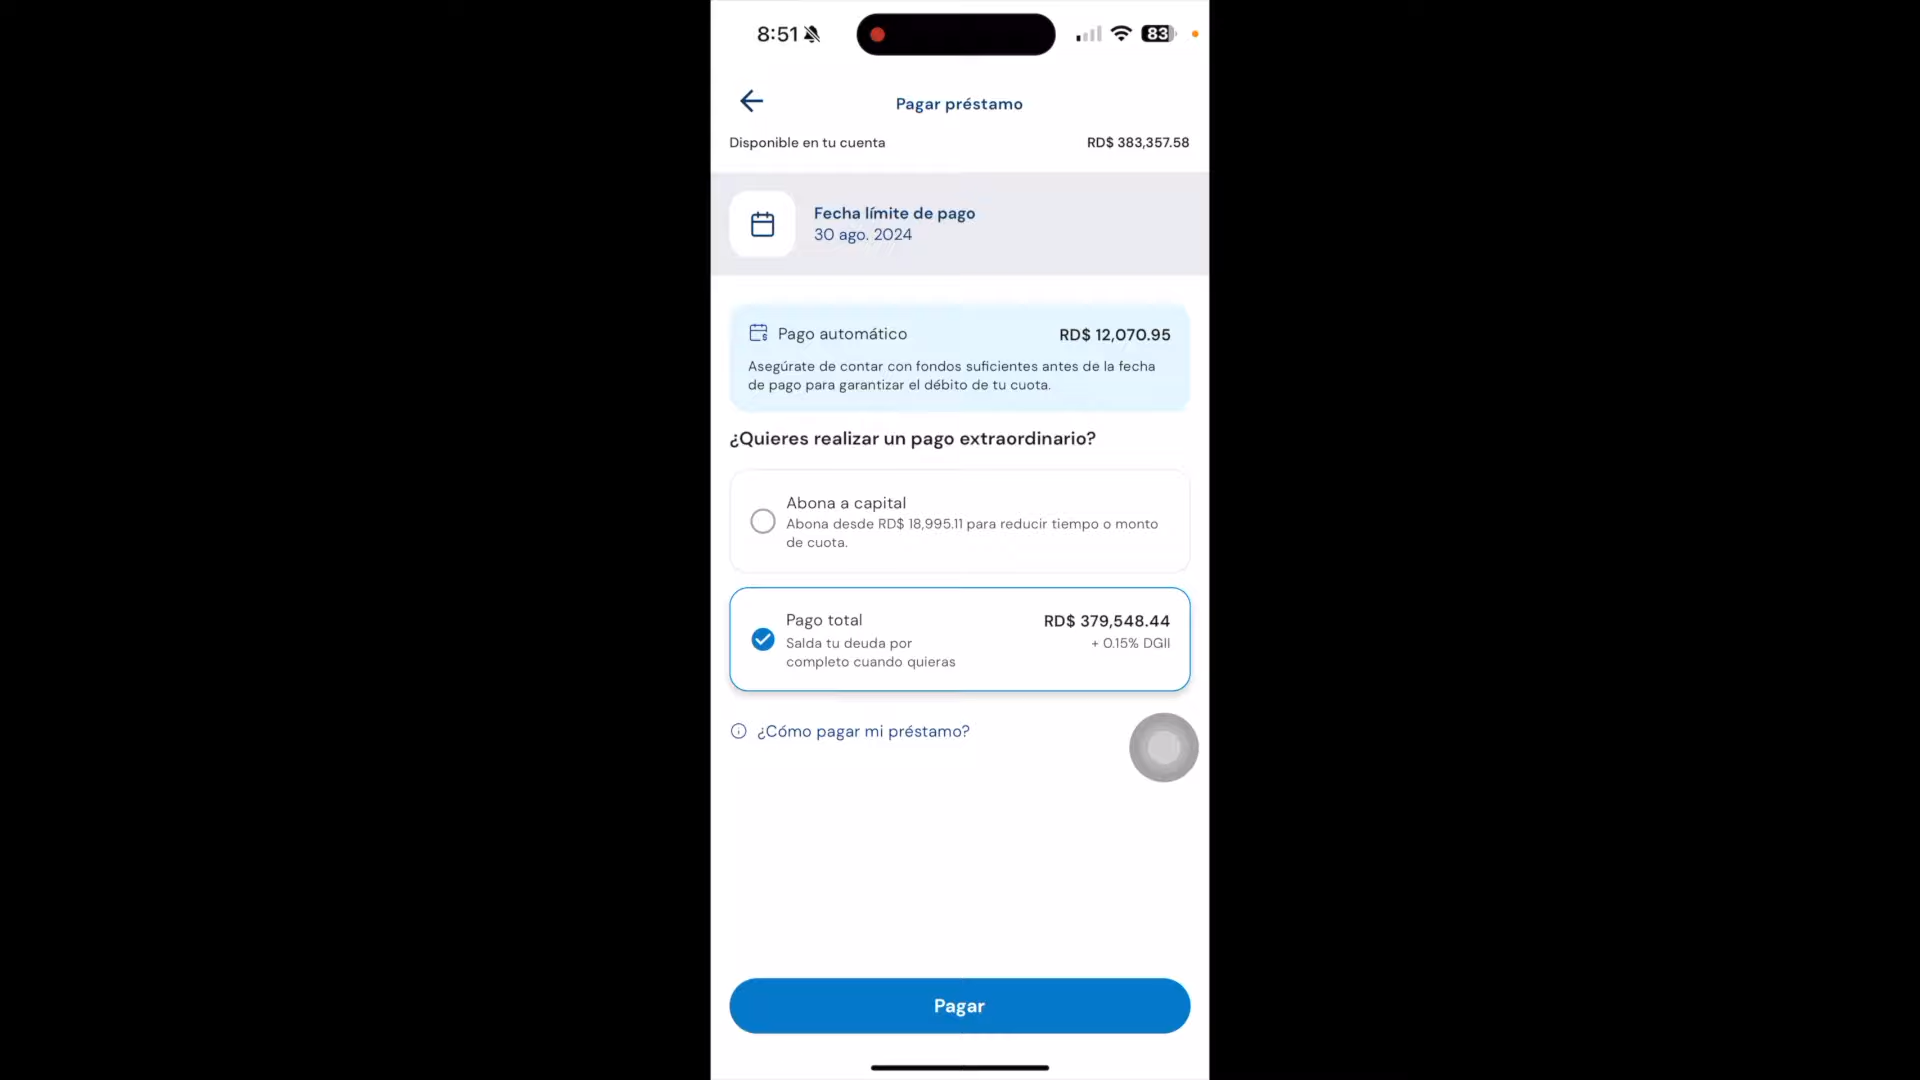 8:51
83
Pagar préstamo
Disponible en tu cuenta RD$ 383,357.58
Fecha límite de pago
30 ago. 2024
Pago automático RD$ 12,070.95
Asegúrate de contar con fondos suficientes antes de la fecha
de pago para garantizar el débito de tu cuota.
¿Quieres realizar un pago extraordinario?
Abona a capital
Abona desde RD$ 18,995.11 para reducir tiempo o monto
de cuota.
Pago total RD$ 379,548.44
Salda tu deuda por + 0.15% DGII
completo cuando quieras
¿Cómo pagar mi préstamo?
Pagar